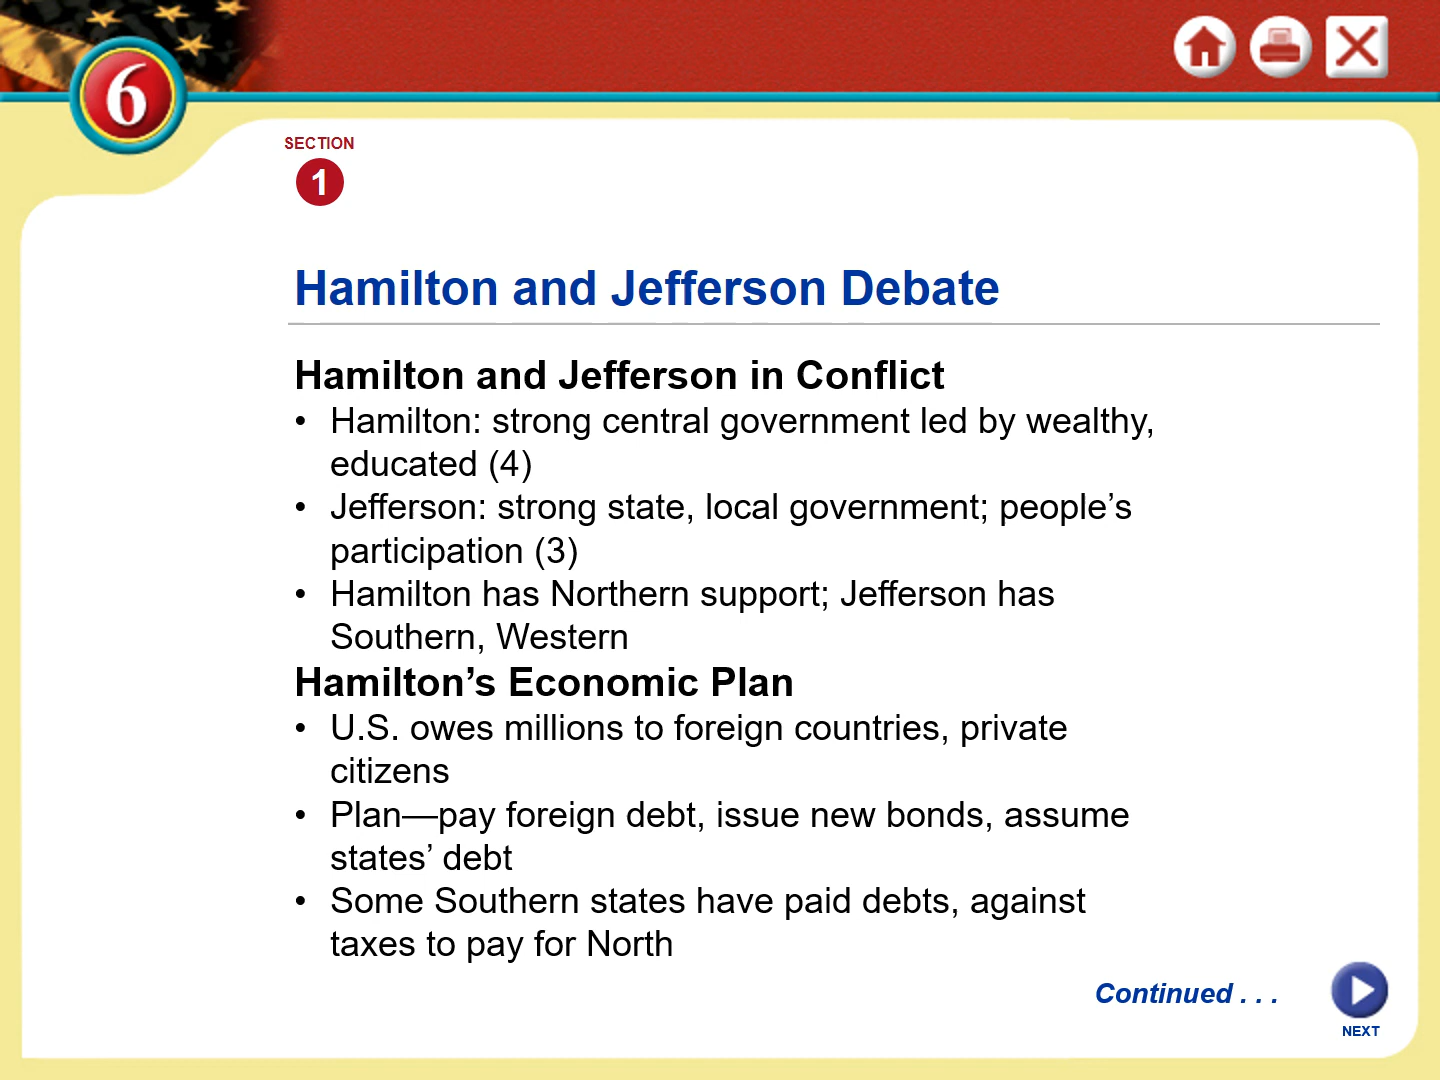 6
SECTION
1
Hamilton and Jefferson Debate
Hamilton and Jefferson in Conflict
• Hamilton: strong central government led by wealthy,
educated (4)
• Jefferson: strong state, local government; people’s
participation (3)
• Hamilton has Northern support; Jefferson has
Southern, Western
Hamilton’s Economic Plan
• U.S. owes millions to foreign countries, private
citizens
• Plan—pay foreign debt, issue new bonds, assume
states’ debt
• Some Southern states have paid debts, against
taxes to pay for North
Continued . . .
NEXT